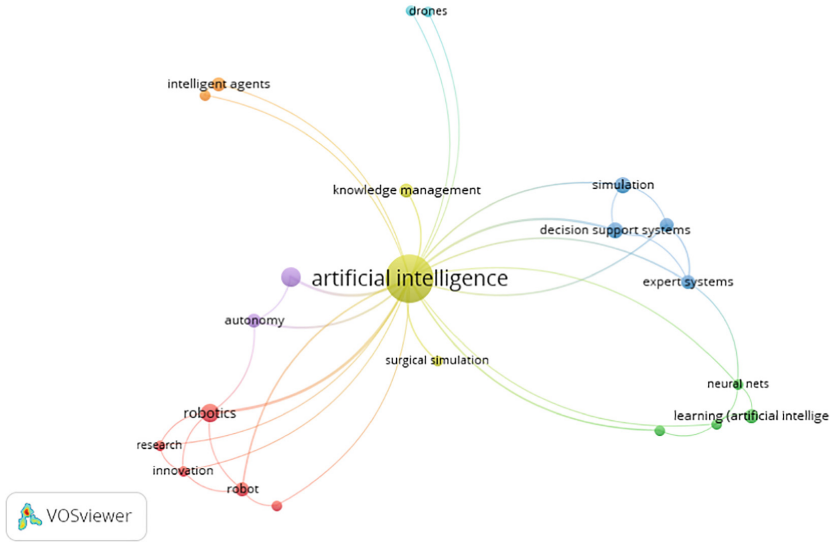 drones
intelligent agents
knowledge management
simulation
decision support systems
artificial intelligence
expert systems
autonomy
surgical simulation
neural nets
robotics
learning (artificial intellige
research
innovation
robot
VOSviewer